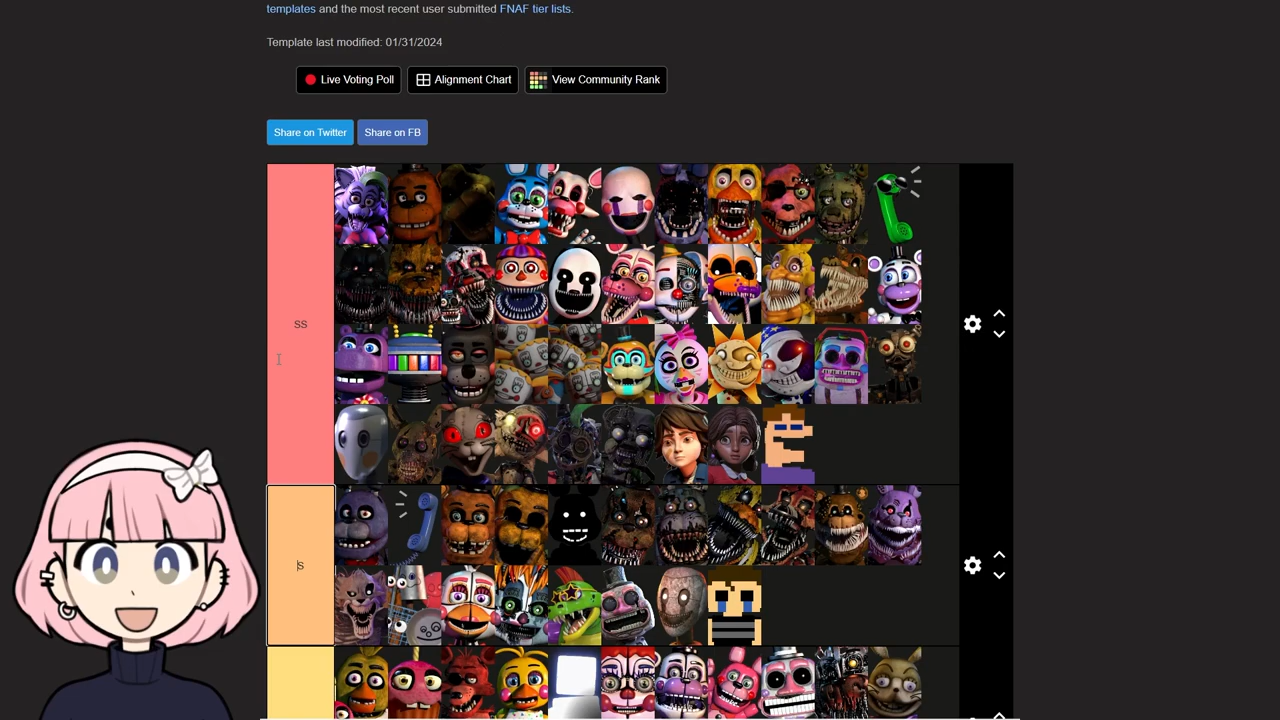 templates and the most recent user submitted FNAF tier lists.
Template last modified: 01/31/2024
Live Voting Poll
Alignment Chart
View Community Rank
Share on Twitter
Share on FB
SS
S